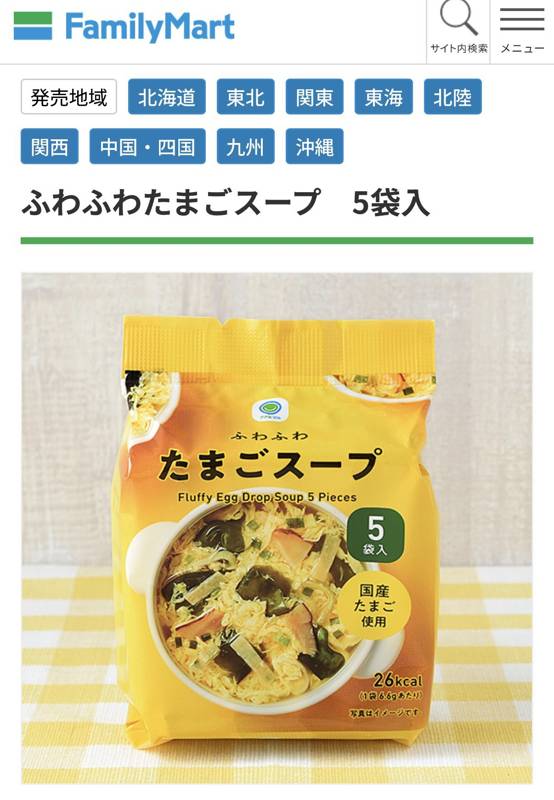 FamilyMart
サイト内検索
メニュー
発売地域
北海道
東北
関東
東海
北陸
関西
中国・四国
九州
沖縄
ふわふわたまごスープ　5袋入
ふわふわ
たまごスープ
Fluffy Egg Drop Soup 5 Pieces
5
袋入
国産
たまご
使用
26kcal
(1袋 6.6gあたり)
写真はイメージです。